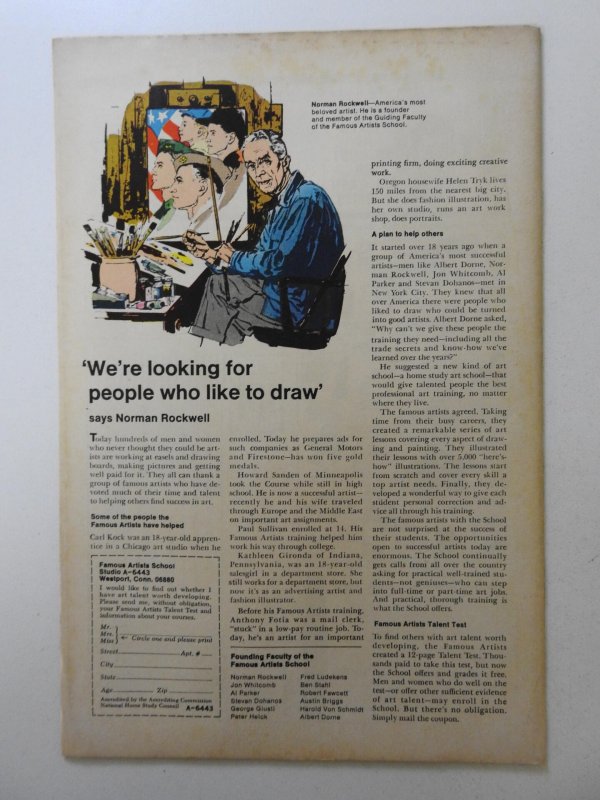 Norman Rockwell—America's most
beloved artist. He is a founder
and member of the Guiding Faculty
of the Famous Artists School.
'We're looking for
people who like to draw'
says Norman Rockwell
Today hundreds of men and women
who never thought they could be art-
ists are working at easels and drawing
boards, making pictures and getting
well paid for it. They all can thank a
group of famous artists who have de-
voted much of their time and talent
to helping others find success in art.
Some of the people the
Famous Artists have helped
Carl Kock was an 18-year-old appren-
tice in a Chicago art studio when he
enrolled. Today he prepares ads for
such companies as General Motors
and Firestone—has won five gold
medals.
Howard Sanden of Minneapolis
took the Course while still in high
school. He is now a successful artist—
recently he and his wife traveled
through Europe and the Middle East
on important art assignments.
Paul Sullivan enrolled at 14. His
Famous Artists training helped him
work his way through college.
Kathleen Gironda of Indiana,
Pennsylvania, was an 18-year-old
salesgirl in a department store. She
still works for a department store, but
now it's as an advertising artist and
fashion illustrator.
Before his Famous Artists training,
Anthony Fotia was a mail clerk,
"stuck" in a low-pay routine job. To-
day, he's an artist for an important
printing firm, doing exciting creative
work.
Oregon housewife Helen Tryk lives
150 miles from the nearest big city.
But she does fashion illustration, has
her own studio, runs an art work
shop, does portraits.
A plan to help others
It started over 18 years ago when a
group of America's most successful
artists—men like Albert Dorne, Nor-
man Rockwell, Jon Whitcomb, Al
Parker and Stevan Dohanos—met in
New York City. They knew that all
over America there were people who
liked to draw who could be turned
into good artists. Albert Dorne asked,
"Why can't we give these people the
training they need—including all the
trade secrets and know-how we've
learned over the years?"
He suggested a new kind of art
school—a home study art school—that
would give talented people the best
professional art training, no matter
where they live.
The famous artists agreed. Taking
time from their busy careers, they
created a remarkable series of art
lessons covering every aspect of draw-
ing and painting. They illustrated
their lessons with over 5,000 "here's-
how" illustrations. The lessons start
from scratch and cover every skill a
top artist needs. Finally, they de-
veloped a wonderful way to give each
student personal correction and ad-
vice all through his training.
The famous artists with the School
are not surprised at the success of
their students. The opportunities
open to successful artists today are
enormous. The School continually
gets calls from all over the country
asking for practical well-trained stu-
dents—not geniuses—who can step
into full-time or part-time art jobs.
And practical, thorough training is
what the School offers.
Famous Artists Talent Test
To find others with art talent worth
developing, the Famous Artists
created a 12-page Talent Test. Thou-
sands paid to take this test, but now
the School offers and grades it free.
Men and women who do well on the
test—or offer other sufficient evidence
of art talent—may enroll in the
School. But there's no obligation.
Simply mail the coupon.
Famous Artists School
Studio A-6443
Westport, Conn. 06880
I would like to find out whether I
have art talent worth developing.
Please send me, without obligation,
your Famous Artists Talent Test and
information about your courses.
Mr.
Mrs.
Miss
Circle one and please print
Street Apt. #
City
State
Age Zip
Accredited by the Accrediting Commission
National Home Study Council A-6443
Founding Faculty of the
Famous Artists School
Norman Rockwell
Jon Whitcomb
Al Parker
Stevan Dohanos
George Giusti
Peter Helck
Fred Ludekens
Ben Stahl
Robert Fawcett
Austin Briggs
Harold Von Schmidt
Albert Dorne